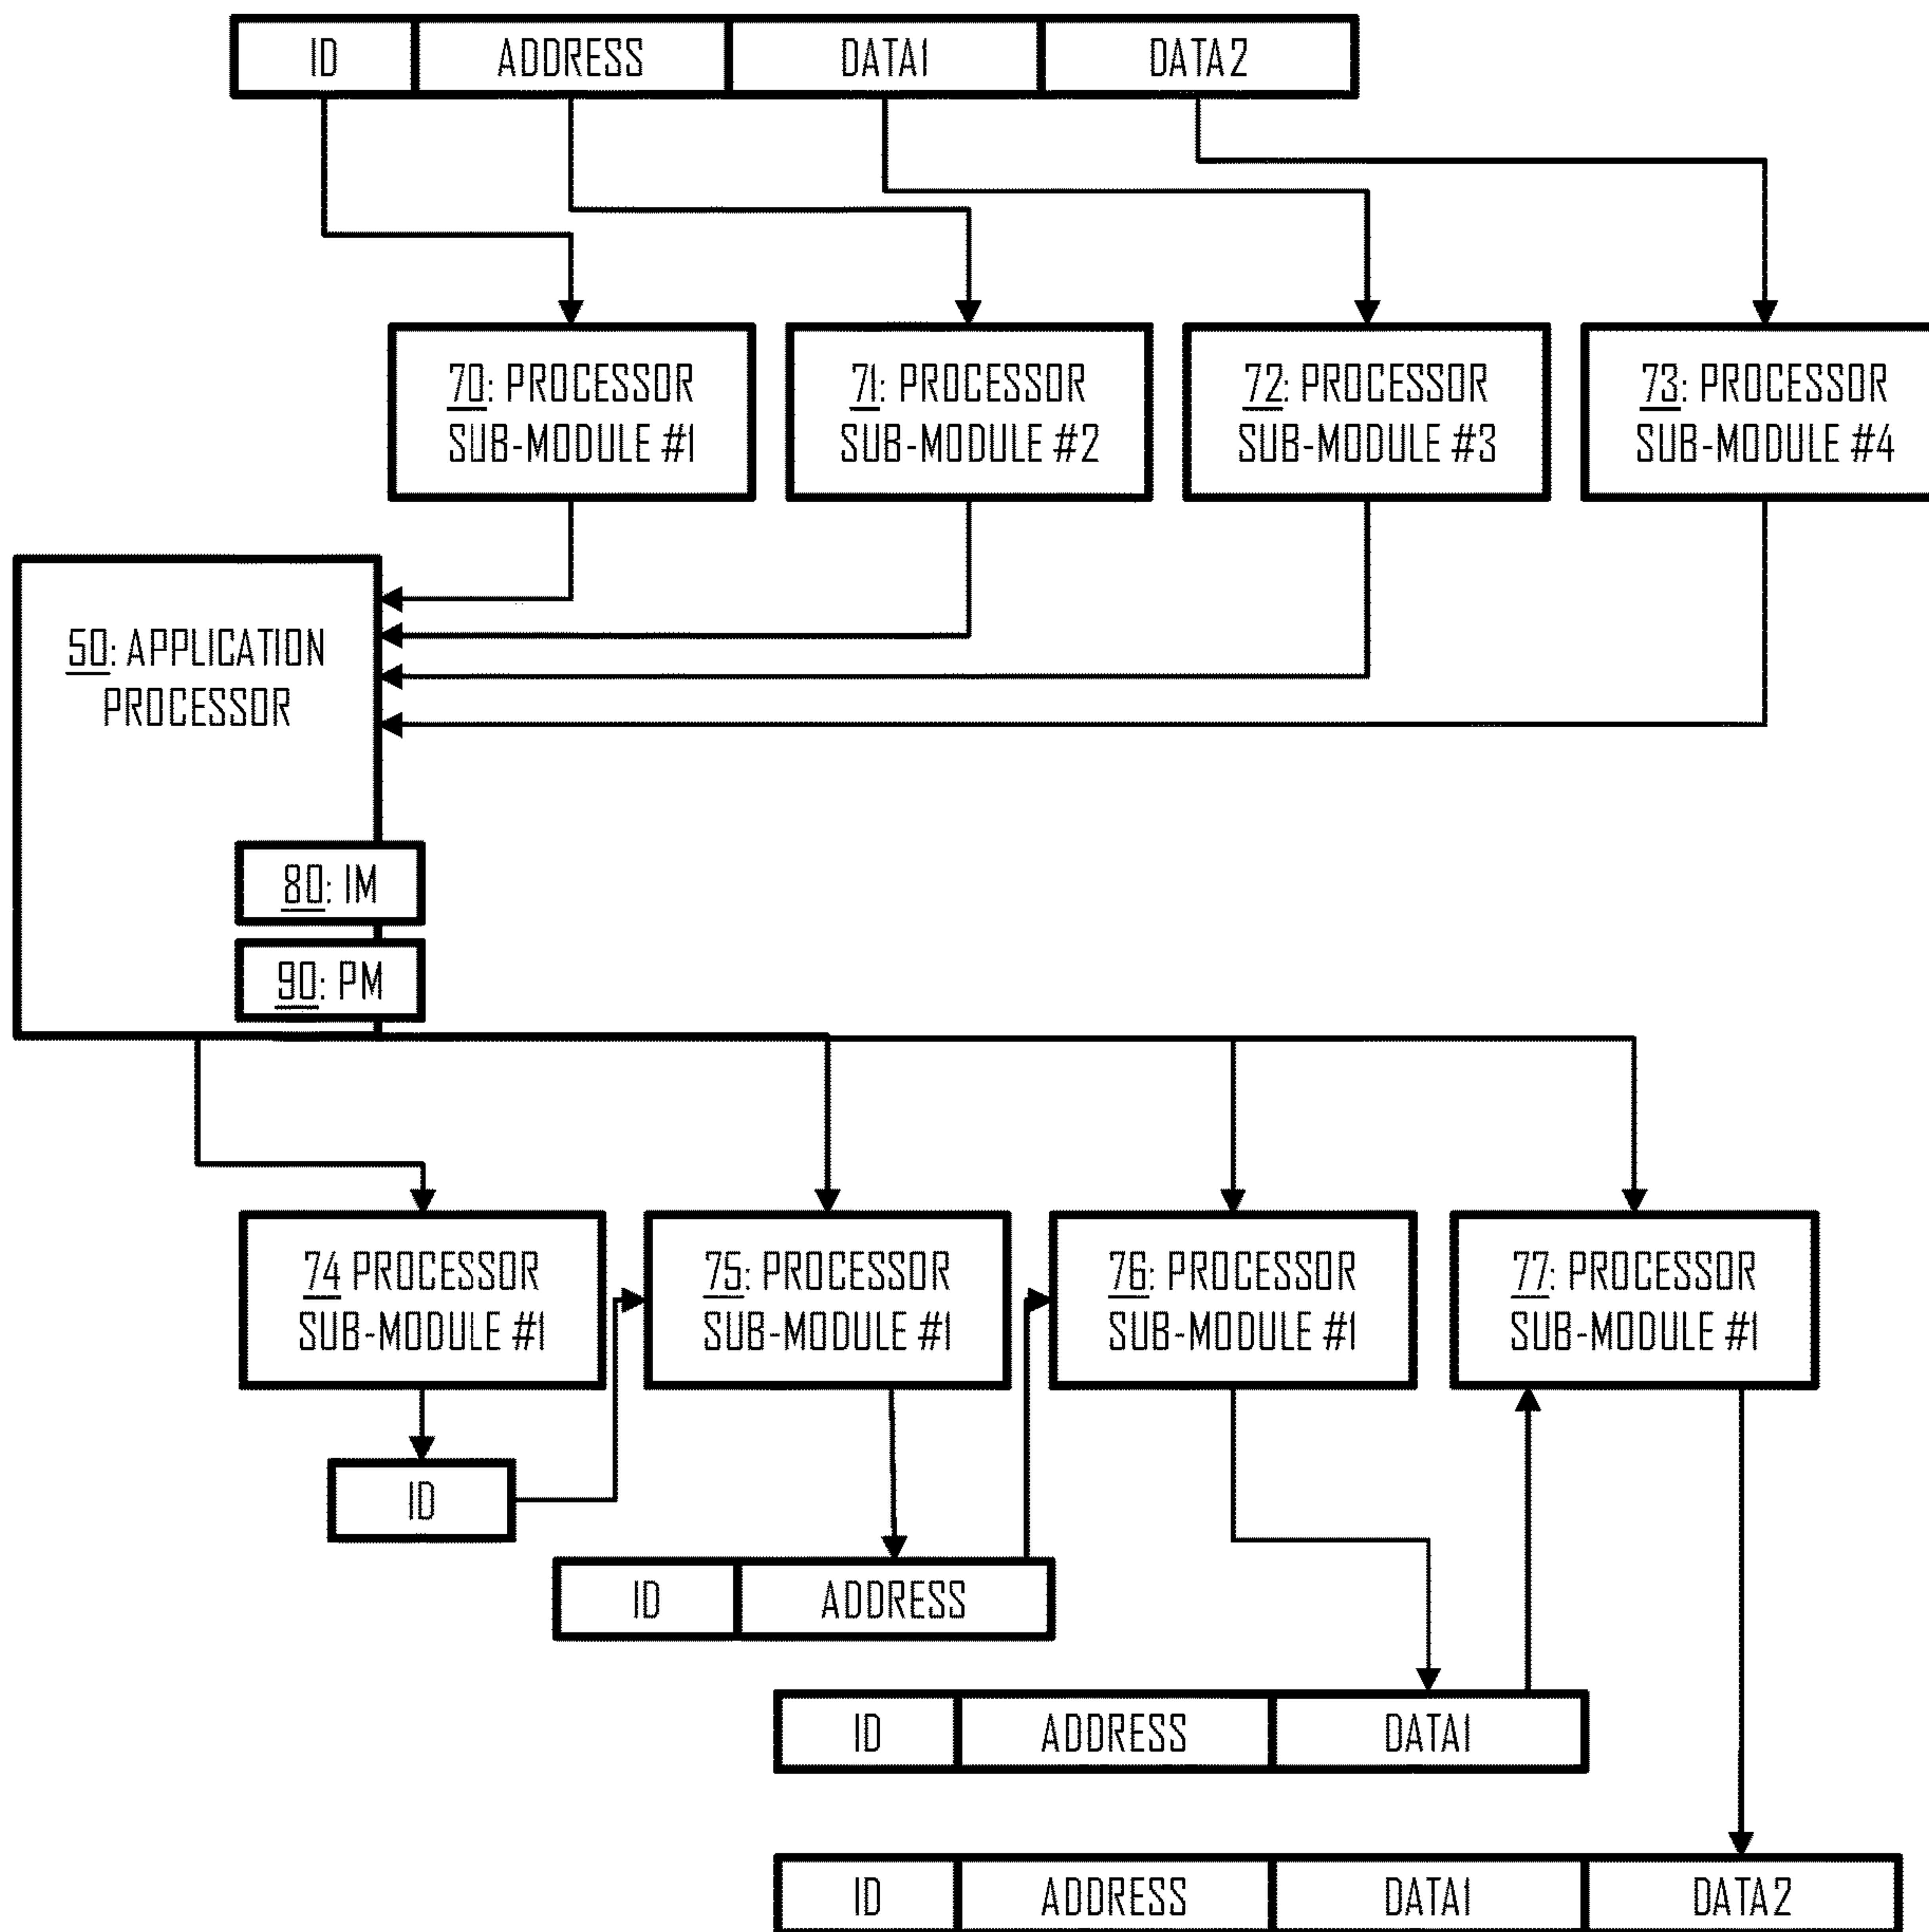 ID ADDRESS DATA1 DATA2
70: PROCESSOR
SUB-MODULE #1
71: PROCESSOR
SUB-MODULE #2
72: PROCESSOR
SUB-MODULE #3
73: PROCESSOR
SUB-MODULE #4
50: APPLICATION
PROCESSOR
80: IM
90: PM
74 PROCESSOR
SUB-MODULE #1
75: PROCESSOR
SUB-MODULE #1
76: PROCESSOR
SUB-MODULE #1
77: PROCESSOR
SUB-MODULE #1
ID
ID ADDRESS
ID ADDRESS DATA1
ID ADDRESS DATA1 DATA2